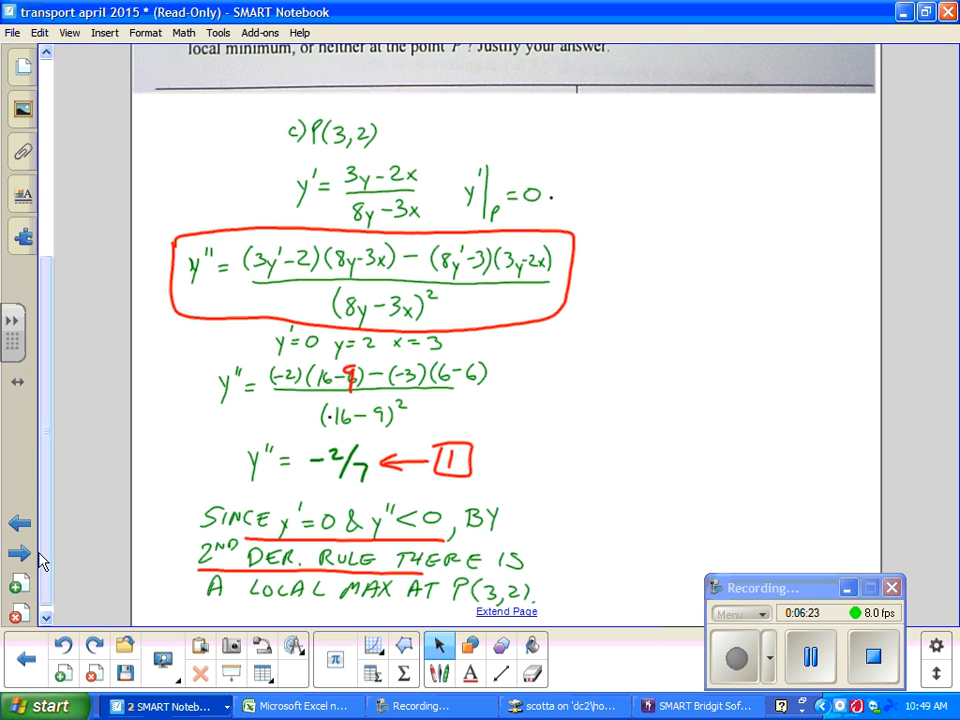 transport april 2015 * (Read-Only) - SMART Notebook
File Edit View Insert Format Math Tools Add-ons Help
local minimum, or neither at the point P ? Justify your answer.
c) P(3,2)
y' = (3y-2x)/(8y-3x) y'|P = 0.
y'' = ((3y'-2)(8y-3x) - (8y'-3)(3y-2x))/(8y-3x)²
y'=0 y=2 x=3
y'' = ((-2)(16-9) - (-3)(6-6))/(16-9)²
y'' = -2/7 ← 1
SINCE y'=0 & y''<0, BY
2ND DER. RULE THERE IS
A LOCAL MAX AT P(3,2).
Extend Page
Recording...
Menu 0:06:23 8.0 fps
start 2 SMART Noteb... Microsoft Excel n... Recording... scotta on 'dc2\ho... SMART Bridgit Sof... 10:49 AM